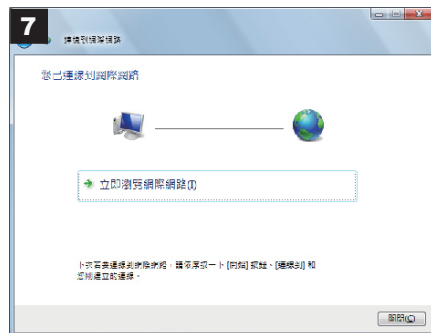 7
連線到網際網路
您已連線到網際網路
立即瀏覽網際網路(I)
下次若要連線到網際網路，請依序按一下 [開始] 按鈕、[連線到] 和
您剛建立的連線。
關閉(C)